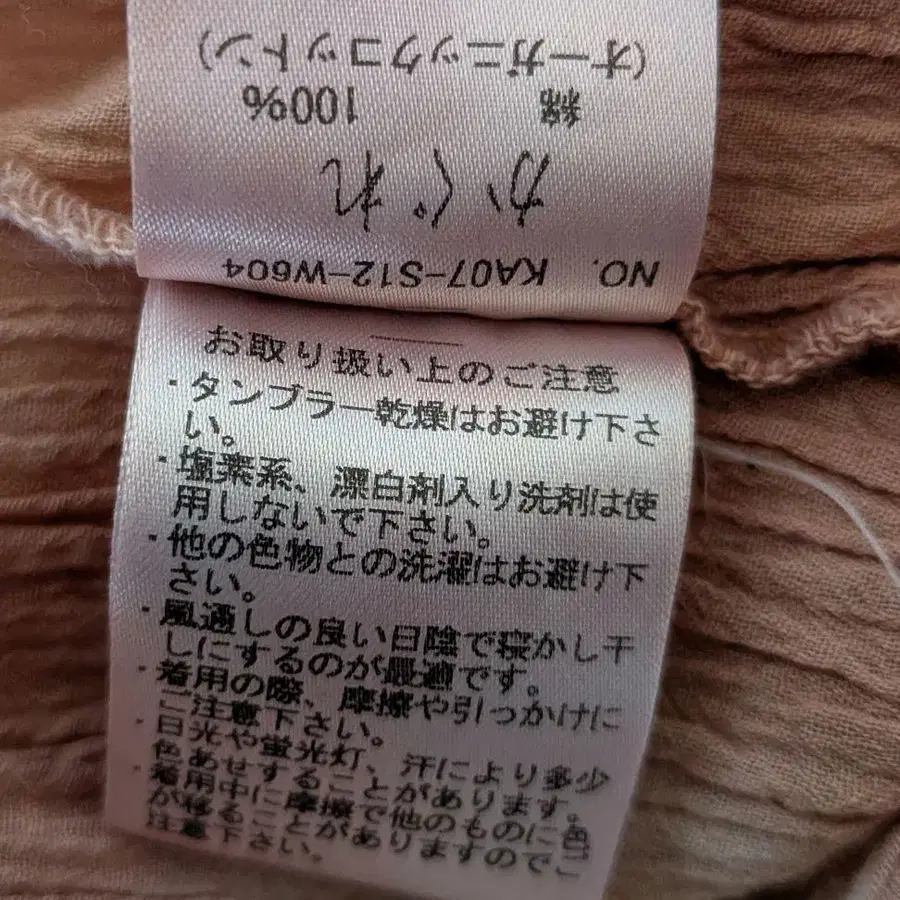 NO. KA07-S12-W604
かぐれ
綿 100%
(オーガニックコットン)
お取り扱い上のご注意
・タンブラー乾燥はお避け下さ
い。
・塩素系、漂白剤入り洗剤は使
用しないで下さい。
・他の色物との洗濯はお避け下
さい。
・風通しの良い日陰で寝かし干
しにするのが最適です。
・着用の際、摩擦や引っかけに
ご注意下さい。
・日光や蛍光灯、汗により多少
色あせすることがあります。
・着用中に摩擦で他のものに色
が移ることがありますのでご
注意下さい。